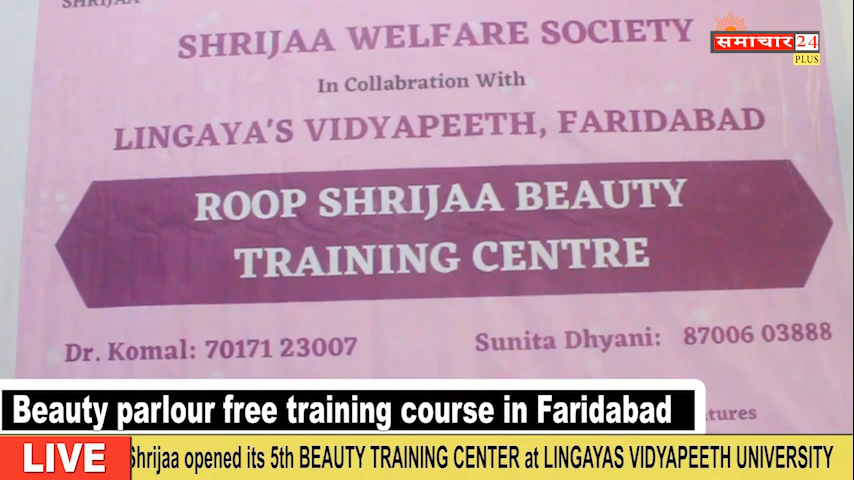 SHRIJAA
SHRIJAA WELFARE SOCIETY
समाचार 24
PLUS
In Collabration With
LINGAYA'S VIDYAPEETH, FARIDABAD
ROOP SHRIJAA BEAUTY
TRAINING CENTRE
Dr. Komal: 70171 23007
Sunita Dhyani: 87006 03888
Beauty parlour free training course in Faridabad
LIVE
Shrijaa opened its 5th BEAUTY TRAINING CENTER at LINGAYAS VIDYAPEETH UNIVERSITY